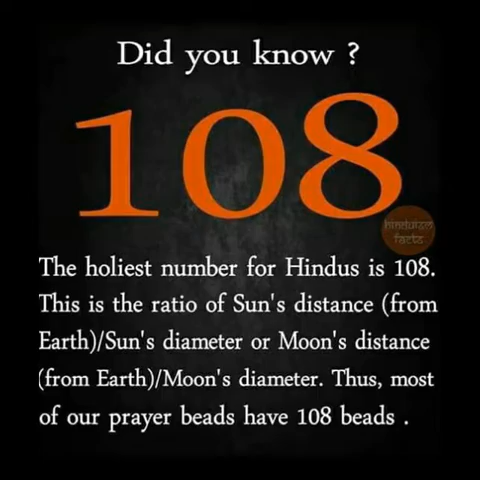 Did you know ?
108
hinduism
facts
The holiest number for Hindus is 108.
This is the ratio of Sun's distance (from
Earth)/Sun's diameter or Moon's distance
(from Earth)/Moon's diameter. Thus, most
of our prayer beads have 108 beads .